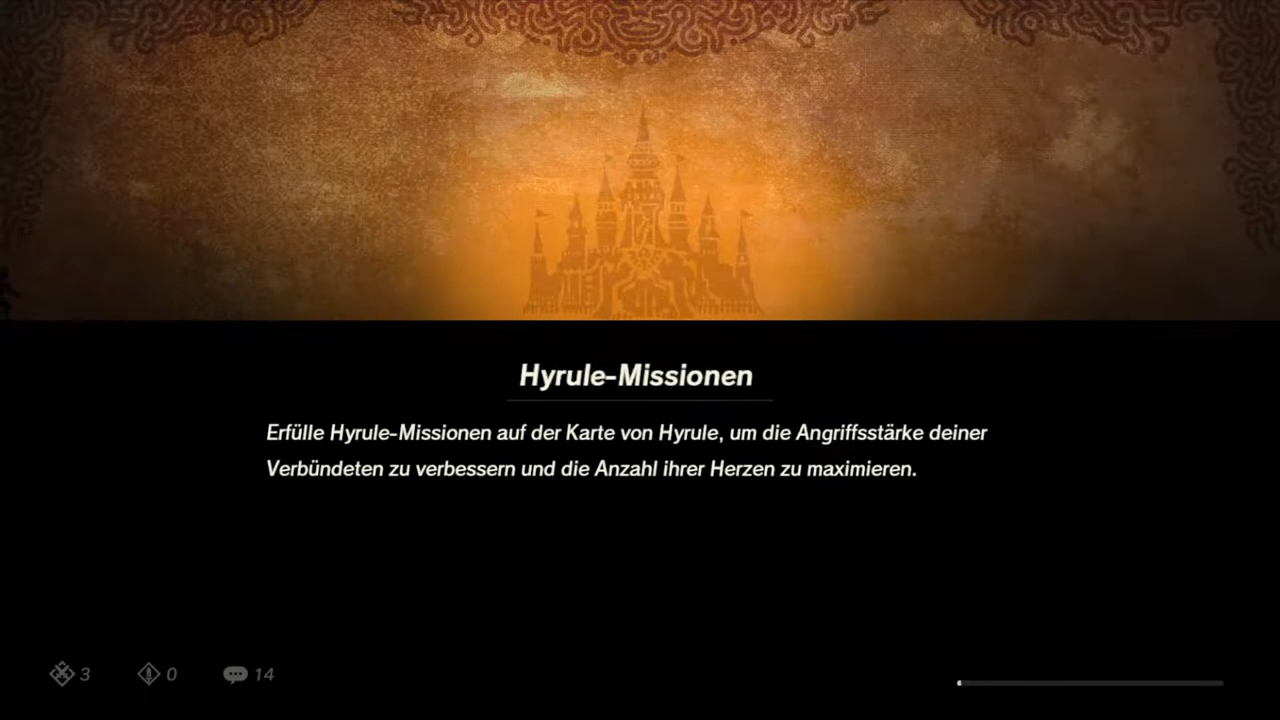 Hyrule-Missionen
Erfülle Hyrule-Missionen auf der Karte von Hyrule, um die Angriffsstärke deiner
Verbündeten zu verbessern und die Anzahl ihrer Herzen zu maximieren.
3 0 14